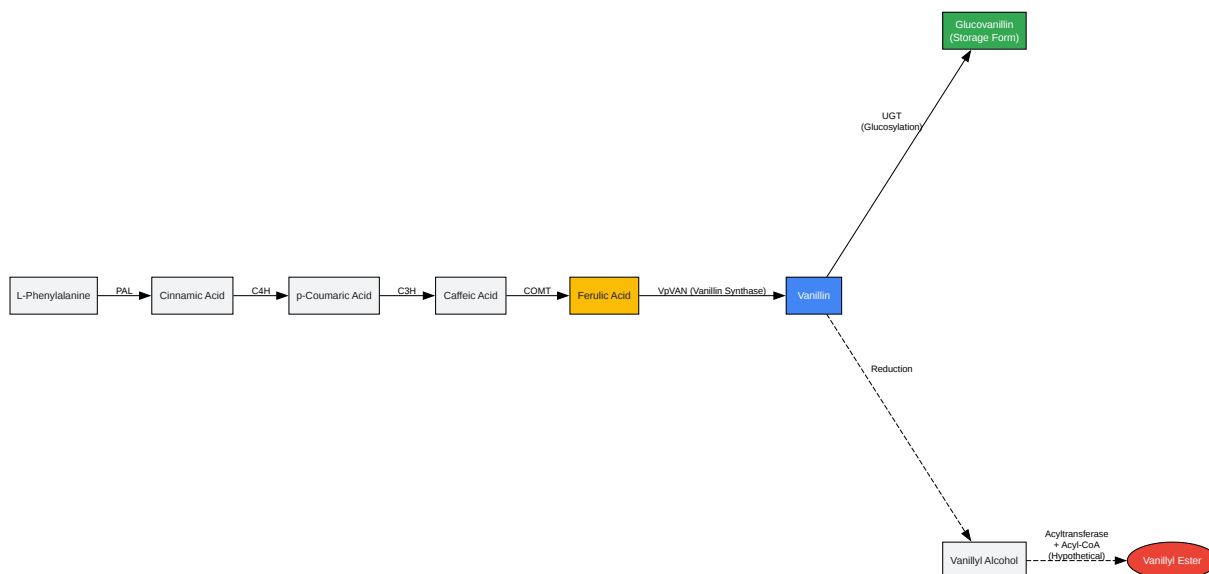 Glucovanillin
(Storage Form)
UGT
(Glucosylation)
L-Phenylalanine
PAL
Cinnamic Acid
C4H
p-Coumaric Acid
C3H
Caffeic Acid
COMT
Ferulic Acid
VpVAN (Vanillin Synthase)
Vanillin
Reduction
Vanillyl Alcohol
Acyltransferase
+ Acyl-CoA
(Hypothetical)
Vanillyl Ester